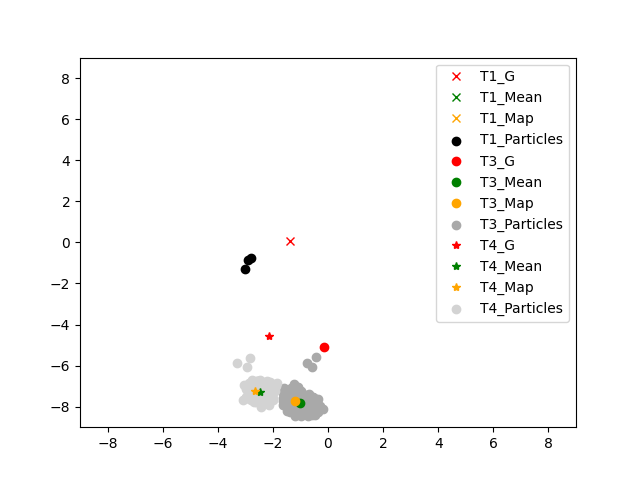 8
6
4
2
0
−2
−4
−6
−8
−8 −6 −4 −2 0 2 4 6 8
T1_G
T1_Mean
T1_Map
T1_Particles
T3_G
T3_Mean
T3_Map
T3_Particles
T4_G
T4_Mean
T4_Map
T4_Particles